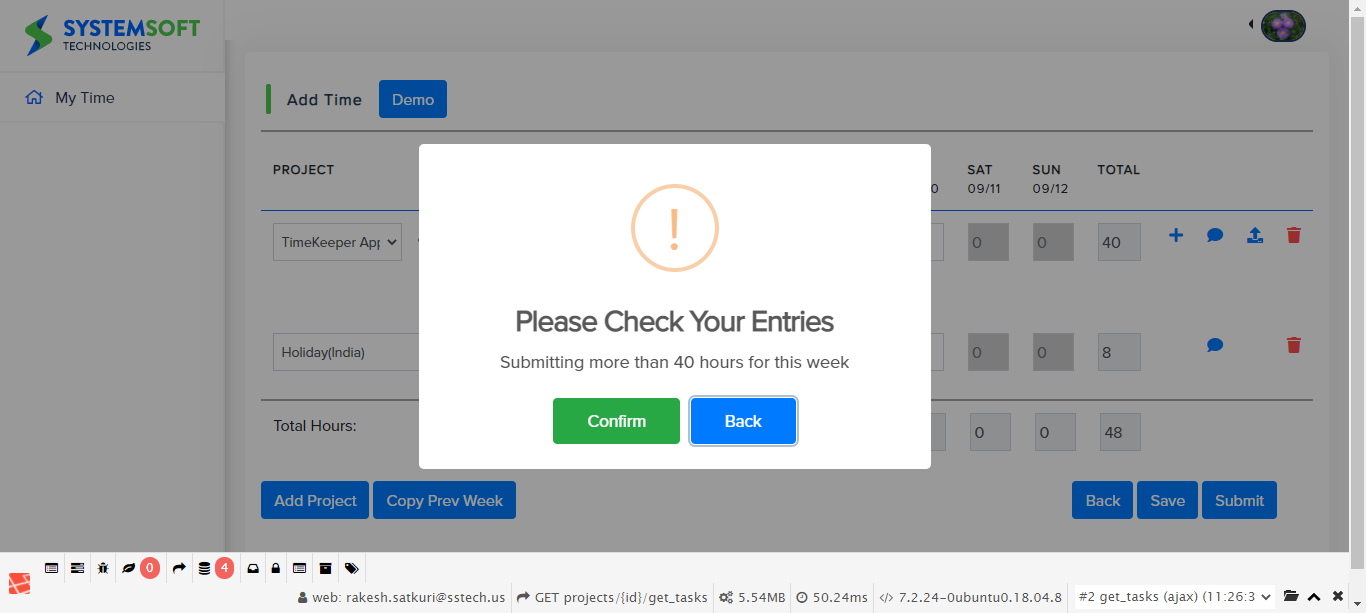 SYSTEMSOFT
TECHNOLOGIES
My Time
Add Time
Demo
PROJECT
0
SAT
09/11
SUN
09/12
TOTAL
TimeKeeper App
0
0
40
Please Check Your Entries
Submitting more than 40 hours for this week
Confirm
Back
Holiday(India)
0
0
8
Total Hours:
0
0
48
Add Project
Copy Prev Week
Back
Save
Submit
0
4
web: rakesh.satkuri@sstech.us
GET projects/{id}/get_tasks
5.54MB
50.24ms
</> 7.2.24-0ubuntu0.18.04.8
#2 get_tasks (ajax) (11:26:3